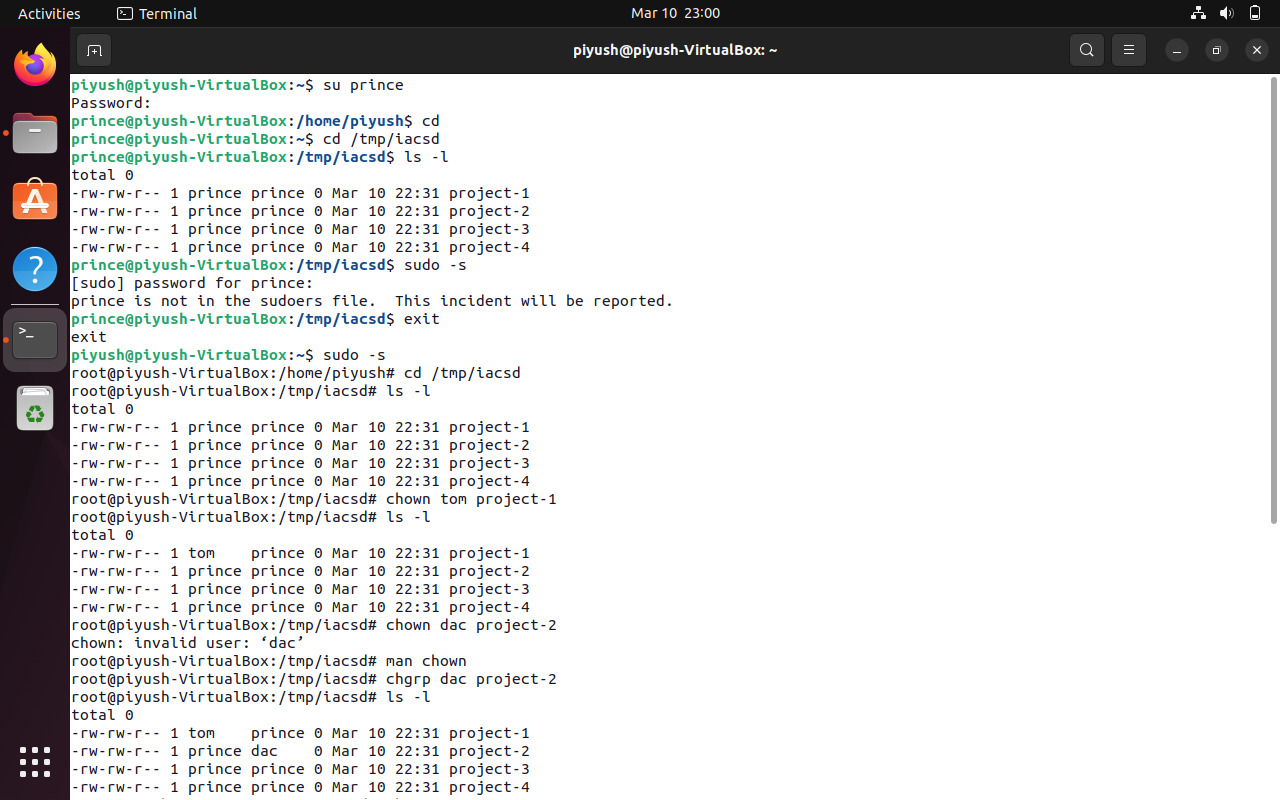 Activities
Terminal
Mar 10 23:00
piyush@piyush-VirtualBox: ~
piyush@piyush-VirtualBox:~$ su prince
Password:
prince@piyush-VirtualBox:/home/piyush$ cd
prince@piyush-VirtualBox:~$ cd /tmp/iacsd
prince@piyush-VirtualBox:/tmp/iacsd$ ls -l
total 0
-rw-rw-r-- 1 prince prince 0 Mar 10 22:31 project-1
-rw-rw-r-- 1 prince prince 0 Mar 10 22:31 project-2
-rw-rw-r-- 1 prince prince 0 Mar 10 22:31 project-3
-rw-rw-r-- 1 prince prince 0 Mar 10 22:31 project-4
prince@piyush-VirtualBox:/tmp/iacsd$ sudo -s
[sudo] password for prince:
prince is not in the sudoers file.  This incident will be reported.
prince@piyush-VirtualBox:/tmp/iacsd$ exit
exit
piyush@piyush-VirtualBox:~$ sudo -s
root@piyush-VirtualBox:/home/piyush# cd /tmp/iacsd
root@piyush-VirtualBox:/tmp/iacsd# ls -l
total 0
-rw-rw-r-- 1 prince prince 0 Mar 10 22:31 project-1
-rw-rw-r-- 1 prince prince 0 Mar 10 22:31 project-2
-rw-rw-r-- 1 prince prince 0 Mar 10 22:31 project-3
-rw-rw-r-- 1 prince prince 0 Mar 10 22:31 project-4
root@piyush-VirtualBox:/tmp/iacsd# chown tom project-1
root@piyush-VirtualBox:/tmp/iacsd# ls -l
total 0
-rw-rw-r-- 1 tom    prince 0 Mar 10 22:31 project-1
-rw-rw-r-- 1 prince prince 0 Mar 10 22:31 project-2
-rw-rw-r-- 1 prince prince 0 Mar 10 22:31 project-3
-rw-rw-r-- 1 prince prince 0 Mar 10 22:31 project-4
root@piyush-VirtualBox:/tmp/iacsd# chown dac project-2
chown: invalid user: ‘dac’
root@piyush-VirtualBox:/tmp/iacsd# man chown
root@piyush-VirtualBox:/tmp/iacsd# chgrp dac project-2
root@piyush-VirtualBox:/tmp/iacsd# ls -l
total 0
-rw-rw-r-- 1 tom    prince 0 Mar 10 22:31 project-1
-rw-rw-r-- 1 prince dac    0 Mar 10 22:31 project-2
-rw-rw-r-- 1 prince prince 0 Mar 10 22:31 project-3
-rw-rw-r-- 1 prince prince 0 Mar 10 22:31 project-4